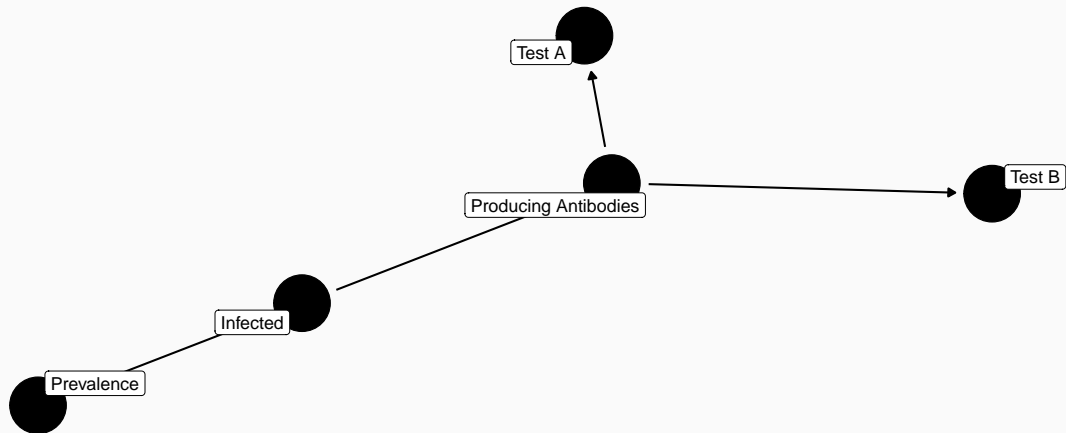 Test A
Test B
Producing Antibodies
Infected
Prevalence